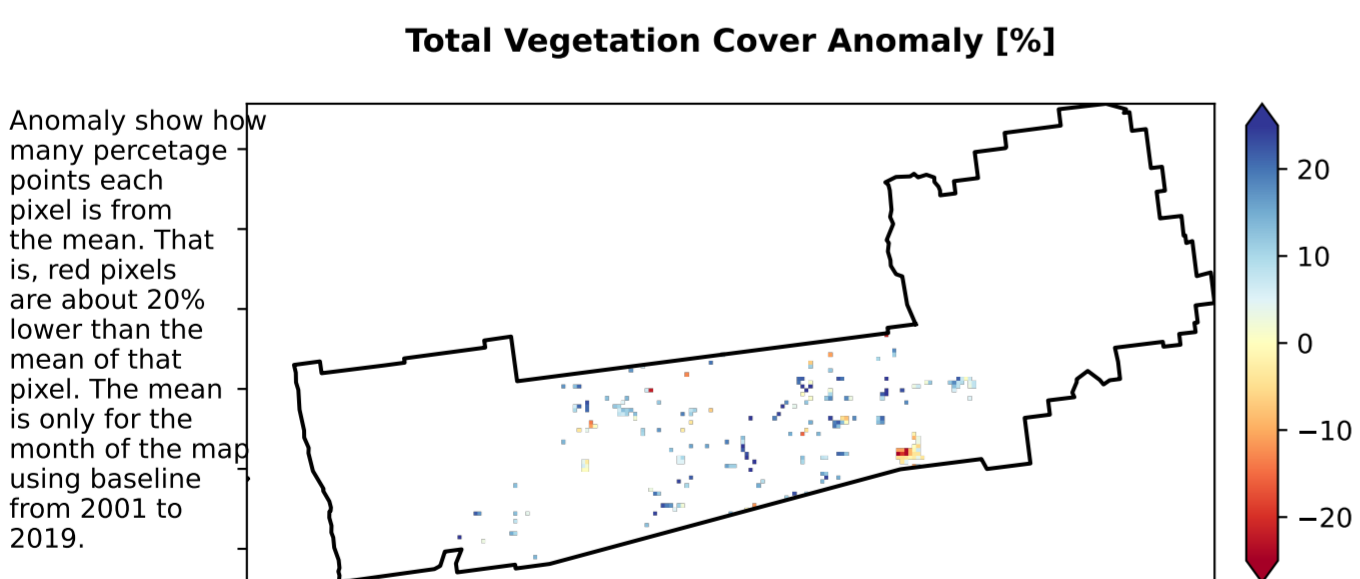 Total Vegetation Cover Anomaly [%]
Anomaly show how
many percetage
points each
pixel is from
the mean. That
is, red pixels
are about 20%
lower than the
mean of that
pixel. The mean
is only for the
month of the map
using baseline
from 2001 to
2019.
20
10
0
−10
−20